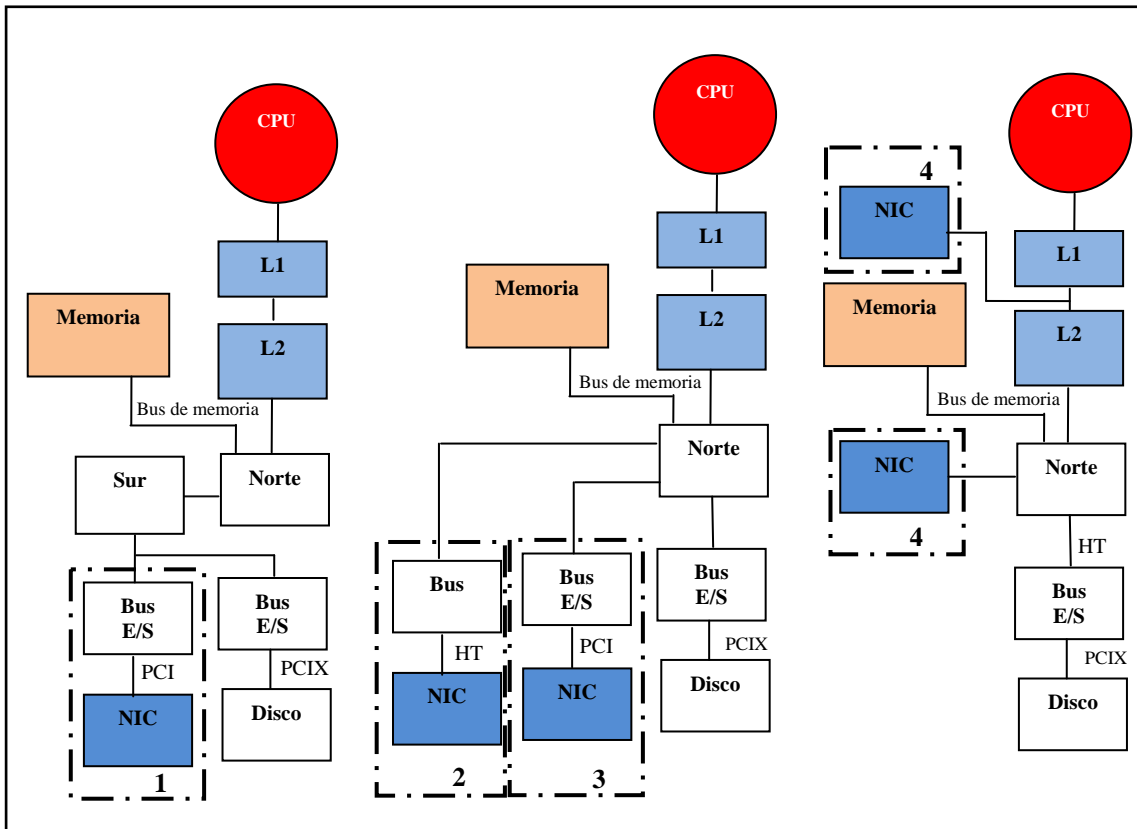 CPU
L1
L2
Memoria
Bus de memoria
Norte
Sur
Bus
E/S
PCI
NIC
1
Bus
E/S
PCIX
Disco
CPU
L1
L2
Memoria
Bus de memoria
Norte
Bus
HT
NIC
2
Bus
E/S
PCI
NIC
3
Bus
E/S
PCIX
Disco
CPU
4
NIC
L1
L2
Memoria
Bus de memoria
Norte
NIC
4
HT
Bus
E/S
PCIX
Disco